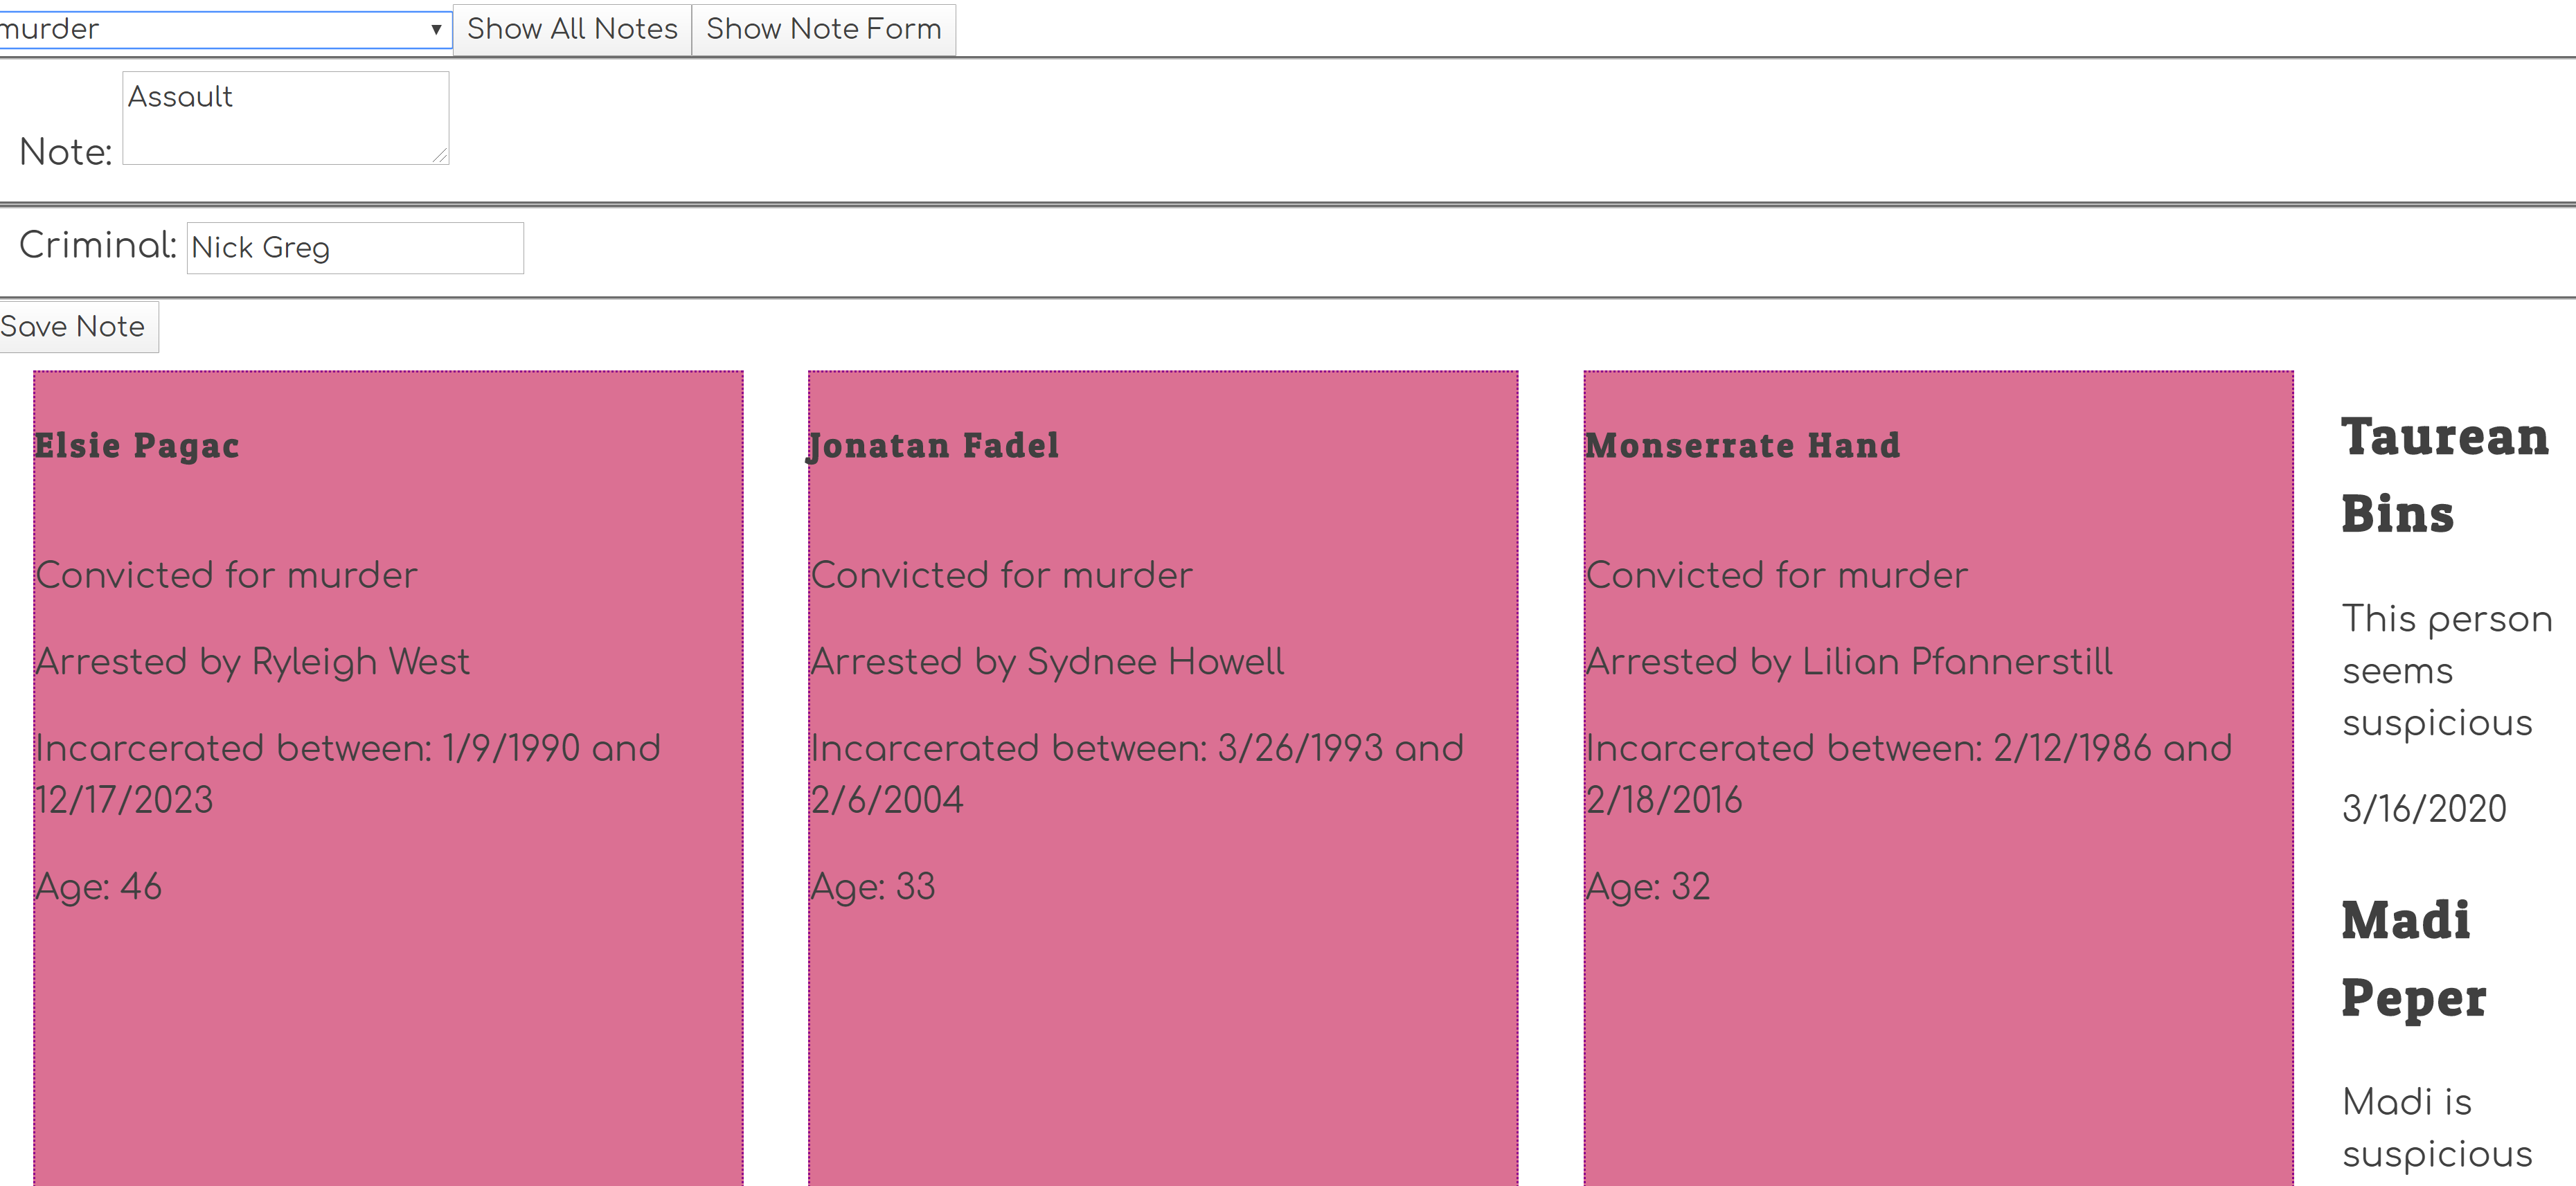 murder
Show All Notes
Show Note Form
Note:
Assault
Criminal:
Nick Greg
Save Note
Elsie Pagac
Convicted for murder
Arrested by Ryleigh West
Incarcerated between: 1/9/1990 and
12/17/2023
Age: 46
Jonatan Fadel
Convicted for murder
Arrested by Sydnee Howell
Incarcerated between: 3/26/1993 and
2/6/2004
Age: 33
Monserrate Hand
Convicted for murder
Arrested by Lilian Pfannerstill
Incarcerated between: 2/12/1986 and
2/18/2016
Age: 32
Taurean
Bins
This person
seems
suspicious
3/16/2020
Madi
Peper
Madi is
suspicious